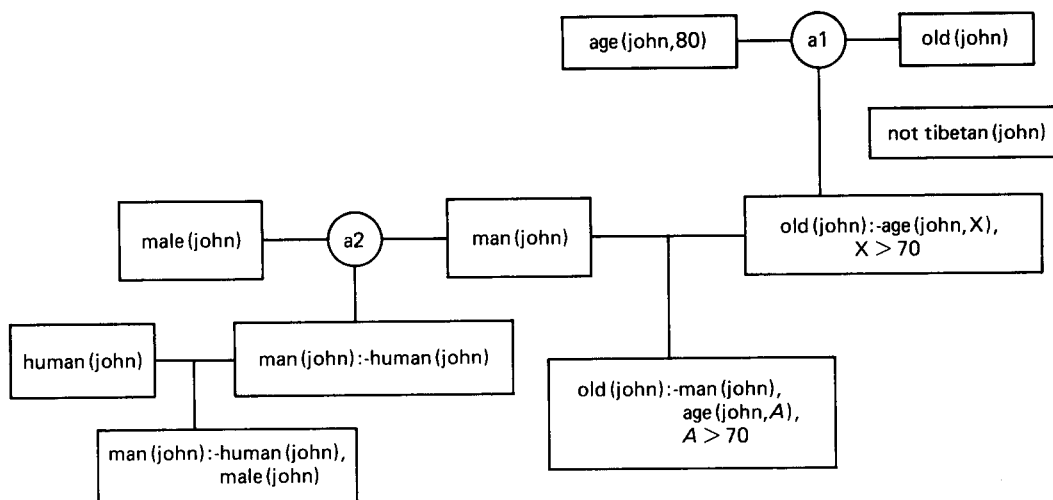 age(john,80)
a1
old(john)
not tibetan(john)
male(john)
a2
man(john)
old(john):-age(john,X),
X > 70
human(john)
man(john):-human(john)
old(john):-man(john),
age(john,A),
A > 70
man(john):-human(john),
male(john)